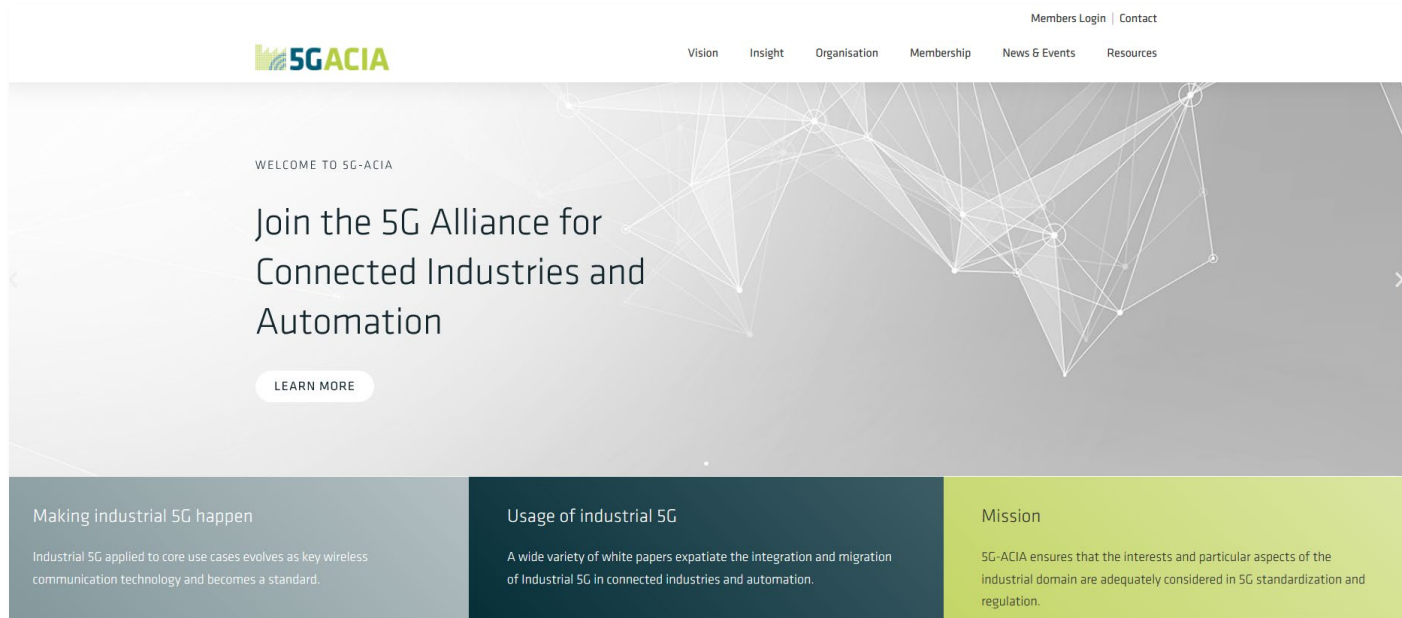 Members Login | Contact
5GACIA
Vision Insight Organisation Membership News & Events Resources
WELCOME TO 5G-ACIA
Join the 5G Alliance for
Connected Industries and
Automation
LEARN MORE
Making industrial 5G happen
Industrial 5G applied to core use cases evolves as key wireless
communication technology and becomes a standard.
Usage of industrial 5G
A wide variety of white papers expatiate the integration and migration
of Industrial 5G in connected industries and automation.
Mission
5G-ACIA ensures that the interests and particular aspects of the
industrial domain are adequately considered in 5G standardization and
regulation.